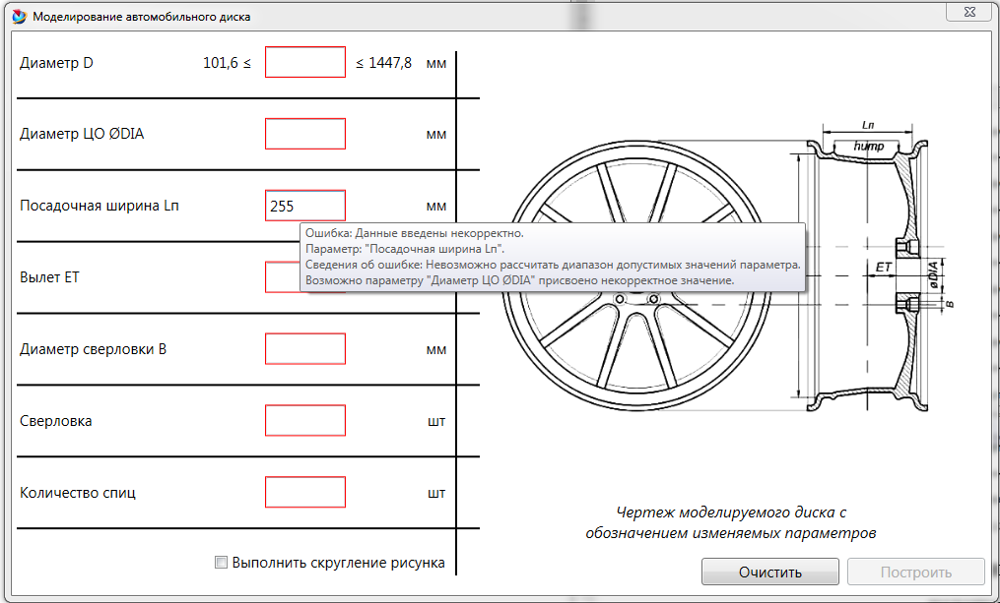 Моделирование автомобильного диска
Диаметр D 101,6 ≤ ≤ 1447,8 мм
Диаметр ЦО ØDIA мм
Посадочная ширина Lп 255 мм
Ошибка: Данные введены некорректно.
Параметр: "Посадочная ширина Lп".
Сведения об ошибке: Невозможно рассчитать диапазон допустимых значений параметра.
Возможно параметру "Диаметр ЦО ØDIA" присвоено некорректное значение.
Вылет ET
Диаметр сверловки B мм
Сверловка шт
Количество спиц шт
Выполнить скругление рисунка
Lп
hump
ET
øDIA
B
Чертеж моделируемого диска с
обозначением изменяемых параметров
Очистить Построить